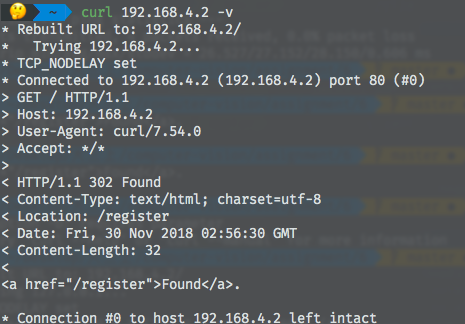 ~ curl 192.168.4.2 -v
* Rebuilt URL to: 192.168.4.2/
*   Trying 192.168.4.2...
* TCP_NODELAY set
* Connected to 192.168.4.2 (192.168.4.2) port 80 (#0)
> GET / HTTP/1.1
> Host: 192.168.4.2
> User-Agent: curl/7.54.0
> Accept: */*
>
< HTTP/1.1 302 Found
< Content-Type: text/html; charset=utf-8
< Location: /register
< Date: Fri, 30 Nov 2018 02:56:30 GMT
< Content-Length: 32
<
<a href="/register">Found</a>.
* Connection #0 to host 192.168.4.2 left intact